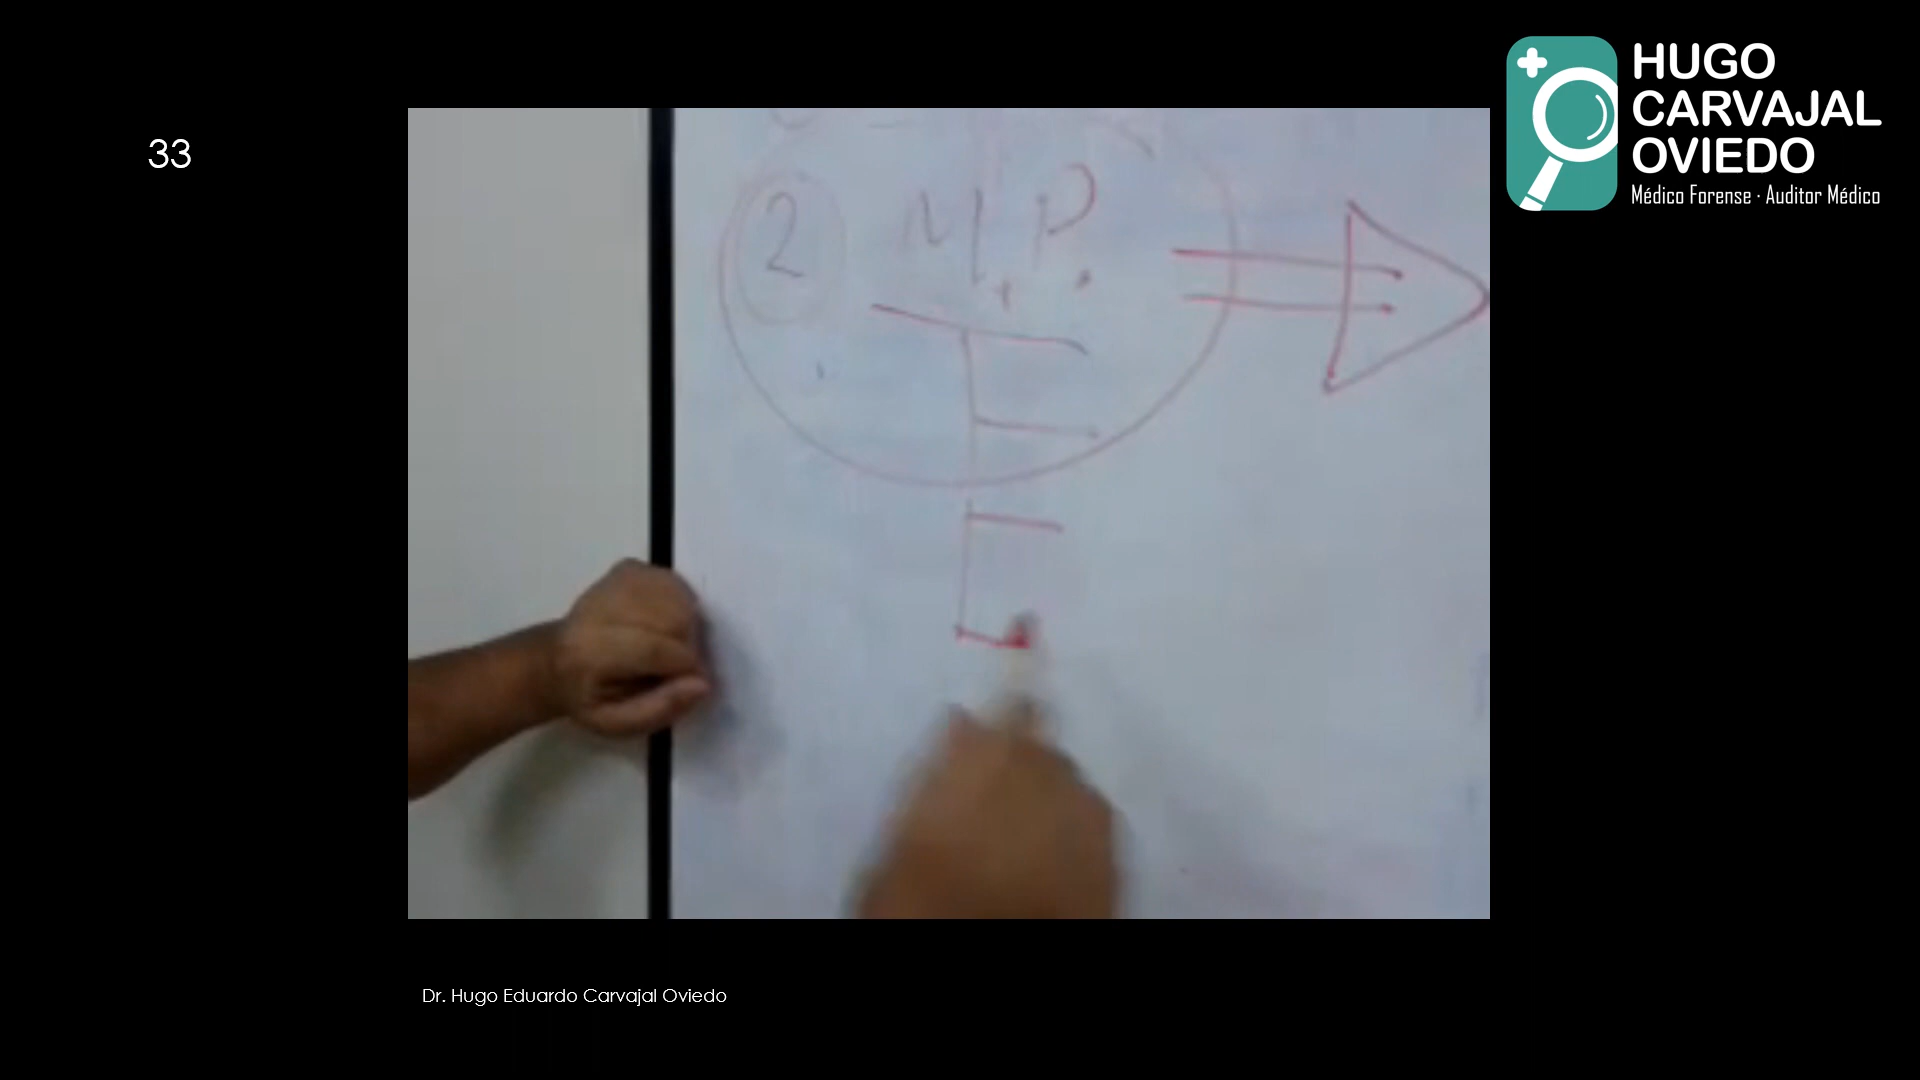 33
HUGO
CARVAJAL
OVIEDO
Médico Forense · Auditor Médico
2 M.P.
Dr. Hugo Eduardo Carvajal Oviedo